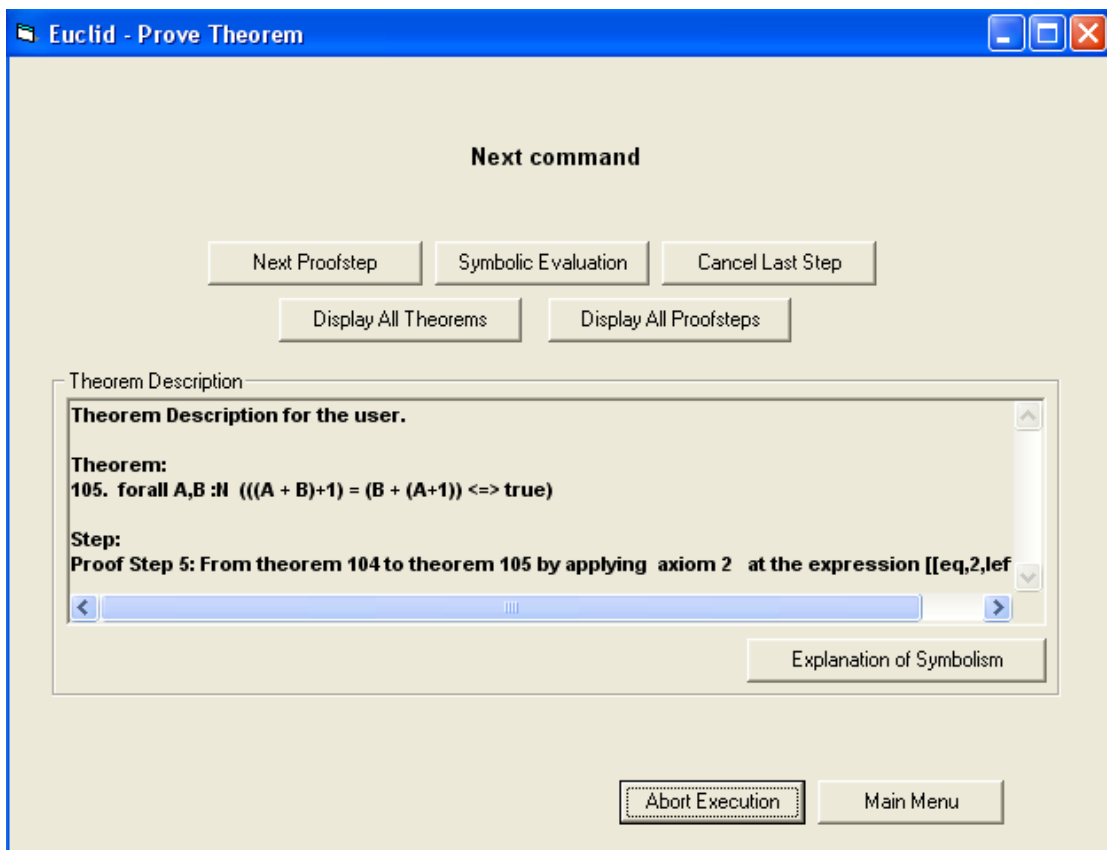 Euclid - Prove Theorem
Next command
Next Proofstep Symbolic Evaluation Cancel Last Step
Display All Theorems Display All Proofsteps
Theorem Description
Theorem Description for the user.
Theorem:
105. forall A,B :N (((A + B)+1) = (B + (A+1)) <=> true)
Step:
Proof Step 5: From theorem 104 to theorem 105 by applying axiom 2 at the expression [[eq,2,lef
Explanation of Symbolism
Abort Execution Main Menu